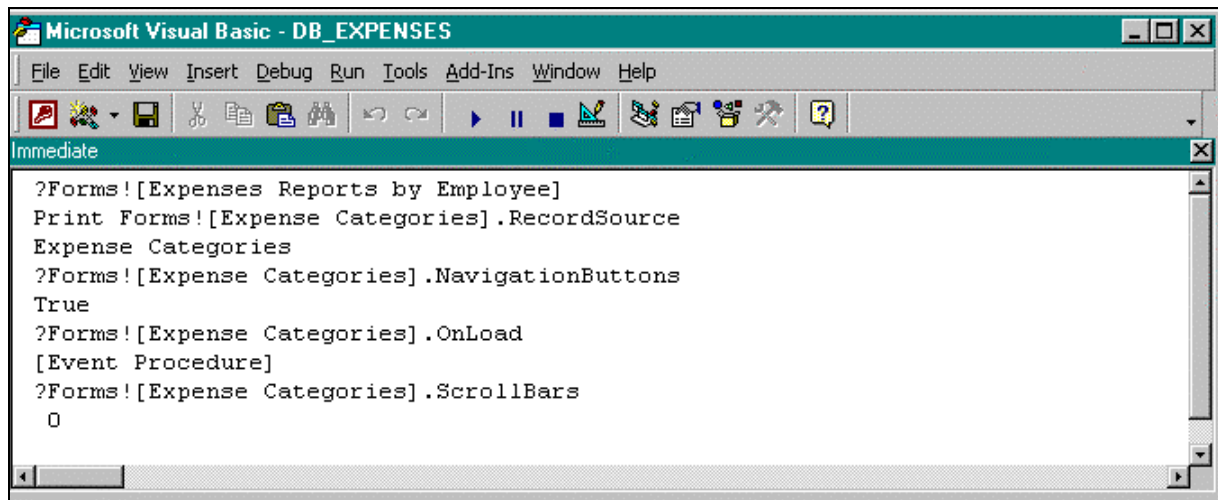 Microsoft Visual Basic - DB_EXPENSES
File Edit View Insert Debug Run Tools Add-Ins Window Help
Immediate
?Forms![Expenses Reports by Employee]
Print Forms![Expense Categories].RecordSource
Expense Categories
?Forms![Expense Categories].NavigationButtons
True
?Forms![Expense Categories].OnLoad
[Event Procedure]
?Forms![Expense Categories].ScrollBars
0